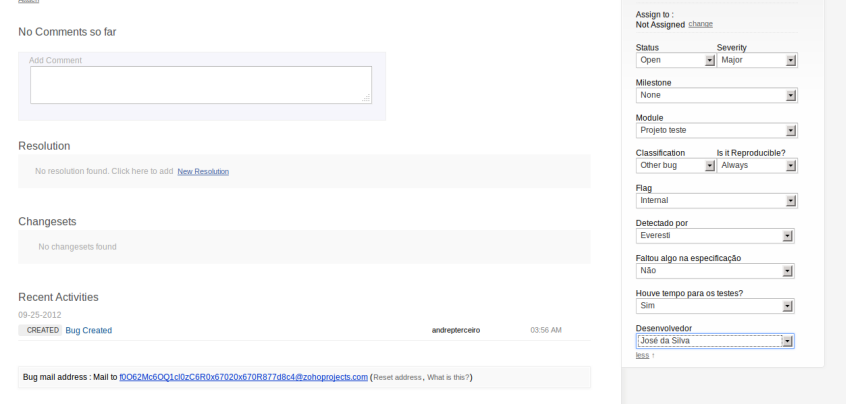 No Comments so far
Add Comment
Resolution
No resolution found. Click here to add New Resolution
Changesets
No changesets found
Recent Activities
09-25-2012
CREATED Bug Created andrepterceiro 03:56 AM
Bug mail address : Mail to f0O62Mc6OQ1cl0zC6R0x67020x670R877d8c4@zohoprojects.com (Reset address, What is this?)
Assign to :
Not Assigned change
Status Severity
Open Major
Milestone
None
Module
Projeto teste
Classification Is it Reproducible?
Other bug Always
Flag
Internal
Detectado por
Everesti
Faltou algo na especificação
Não
Houve tempo para os testes?
Sim
Desenvolvedor
José da Silva
less ↑